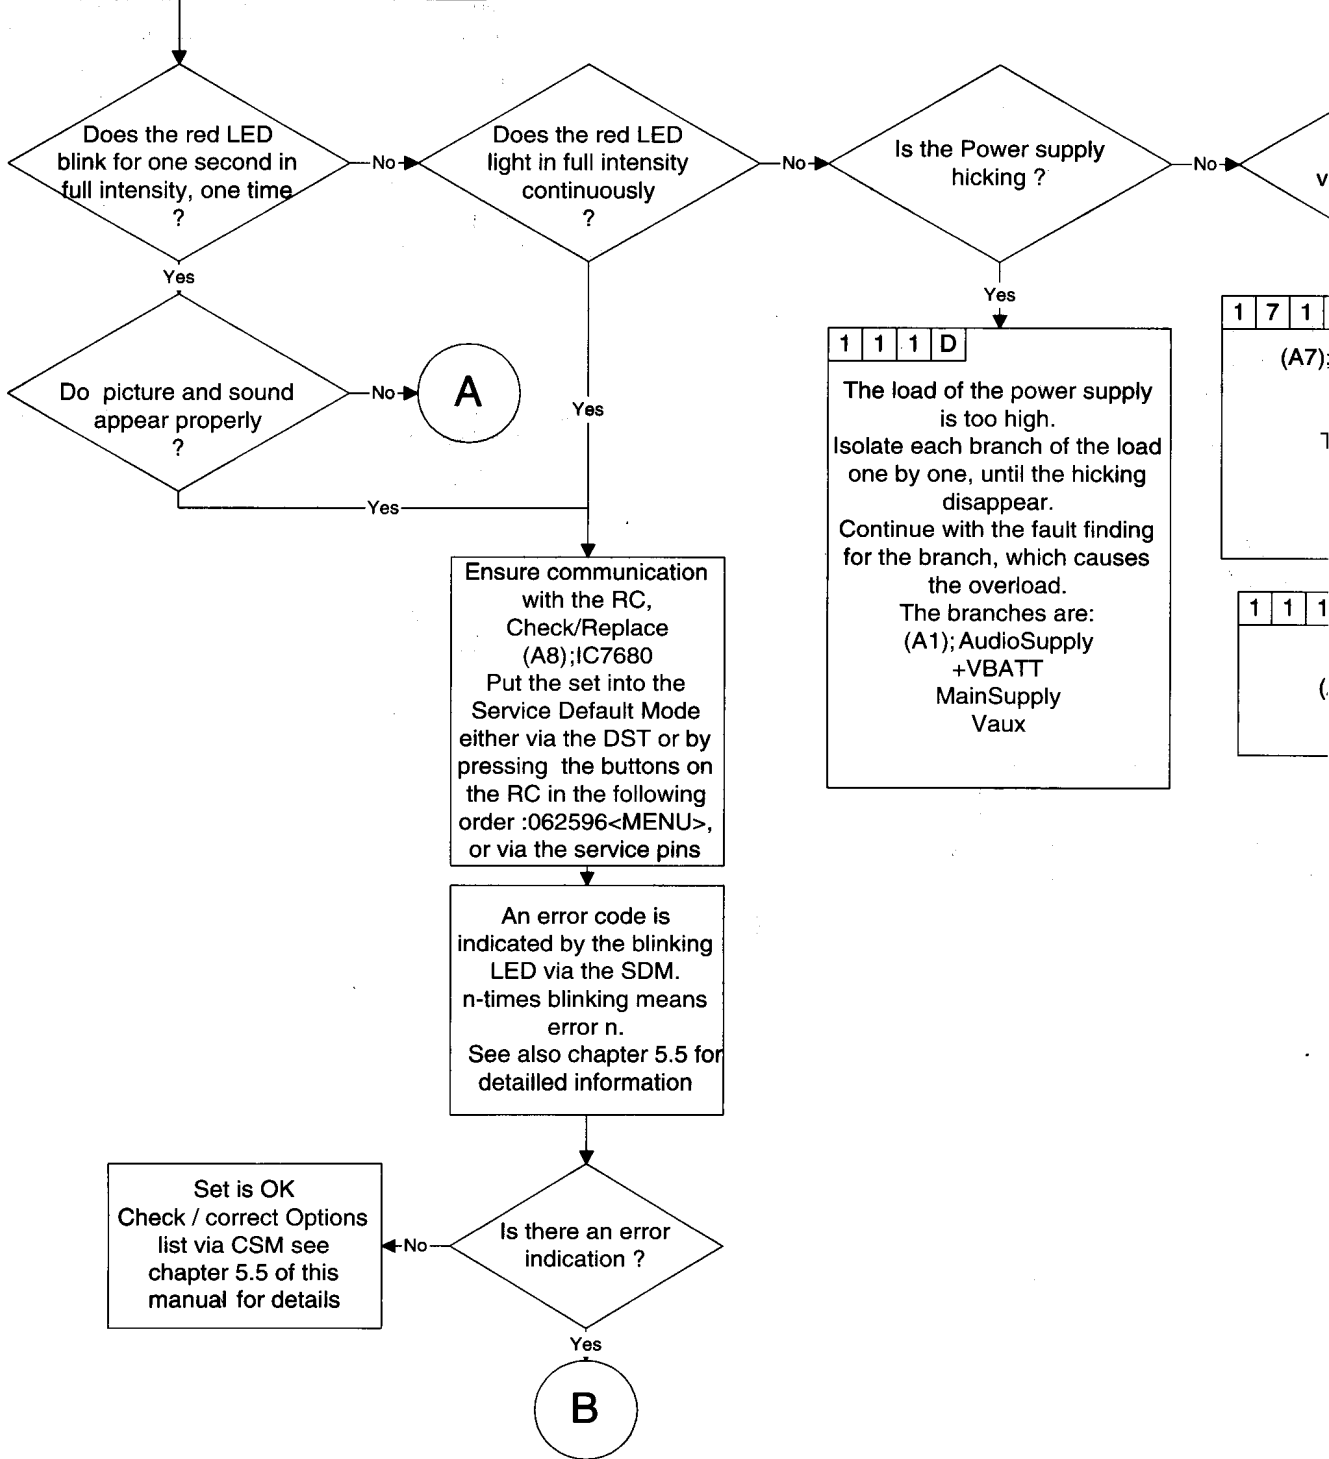 Does the red LED
blink for one second in
full intensity, one time
?
No
Does the red LED
light in full intensity
continuously
?
No
Is the Power supply
hicking ?
No
v
Yes
Yes
Do picture and sound
appear properly
?
No
A
Yes
Yes
1 1 1 D
The load of the power supply
is too high.
Isolate each branch of the load
one by one, until the hicking
disappear.
Continue with the fault finding
for the branch, which causes
the overload.
The branches are:
(A1); AudioSupply
+VBATT
MainSupply
Vaux
1 7 1
(A7);
1 1 1
Ensure communication
with the RC,
Check/Replace
(A8);IC7680
Put the set into the
Service Default Mode
either via the DST or by
pressing the buttons on
the RC in the following
order :062596<MENU>,
or via the service pins
An error code is
indicated by the blinking
LED via the SDM.
n-times blinking means
error n.
See also chapter 5.5 for
detailled information
Is there an error
indication ?
No
Set is OK
Check / correct Options
list via CSM see
chapter 5.5 of this
manual for details
Yes
B